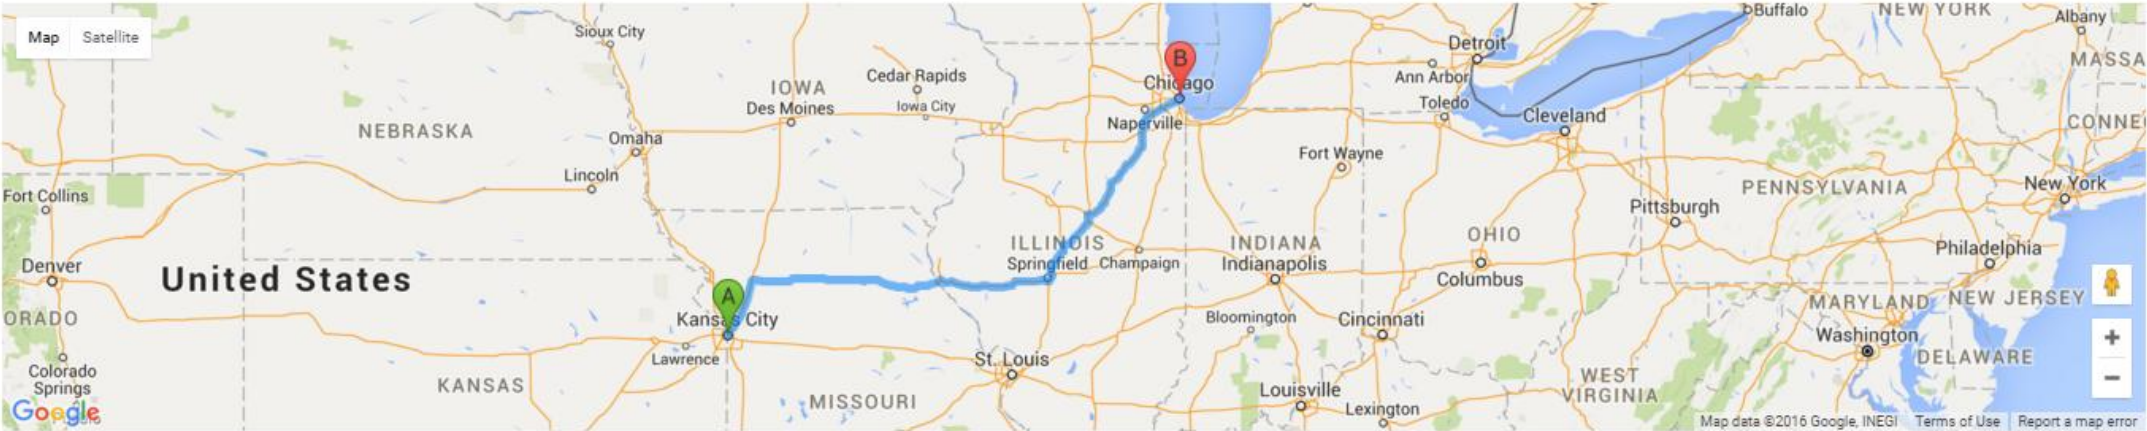 Map Satellite
Sioux City
Buffalo
NEW YORK
Albany
Detroit
MASSA
Ann Arbor
Chicago
B
IOWA
Cedar Rapids
Des Moines
Iowa City
Toledo
Cleveland
NEBRASKA
Omaha
Naperville
CONNE
Fort Wayne
Lincoln
Fort Collins
PENNSYLVANIA
New York
Pittsburgh
ILLINOIS
INDIANA
OHIO
Springfield
Champaign
Indianapolis
Columbus
Philadelphia
Denver
United States
ORADO
A
Kansas City
Bloomington
Cincinnati
MARYLAND
NEW JERSEY
Washington
DELAWARE
Lawrence
St. Louis
Colorado
Springs
KANSAS
MISSOURI
Louisville
Lexington
WEST
VIRGINIA
+
−
Google
Map data ©2016 Google, INEGI Terms of Use Report a map error